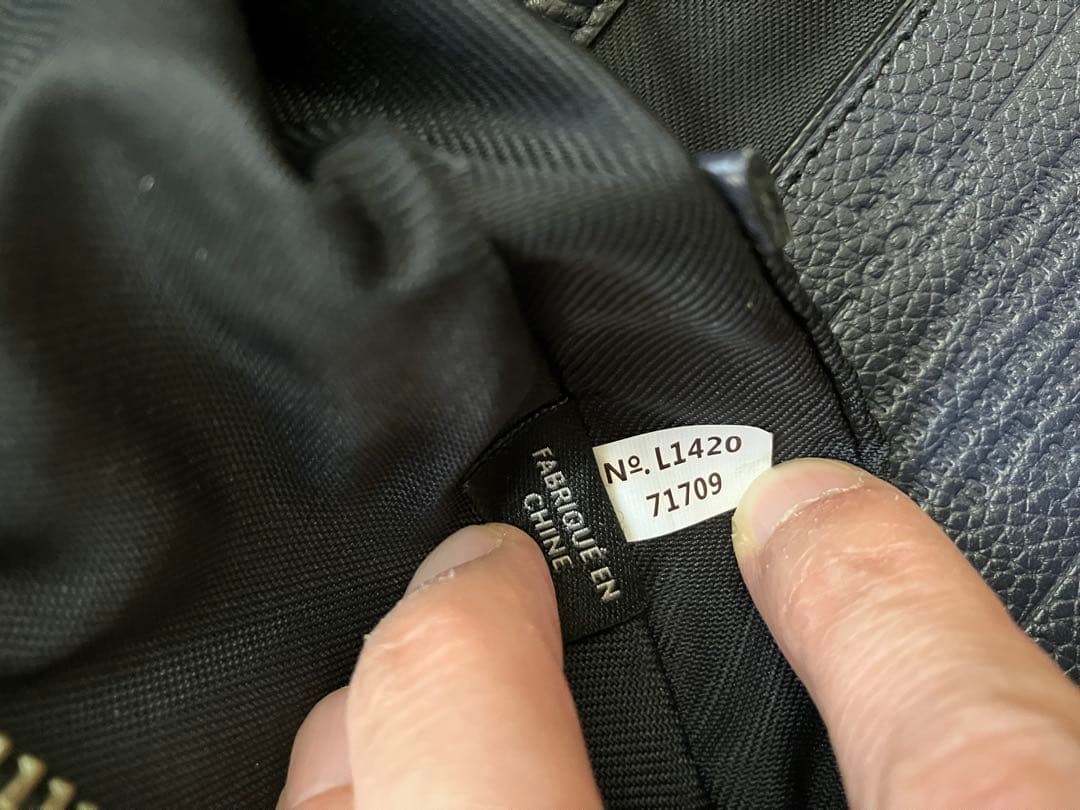 FABRIQUÉ EN
CHINE
Nº. L1420
71709